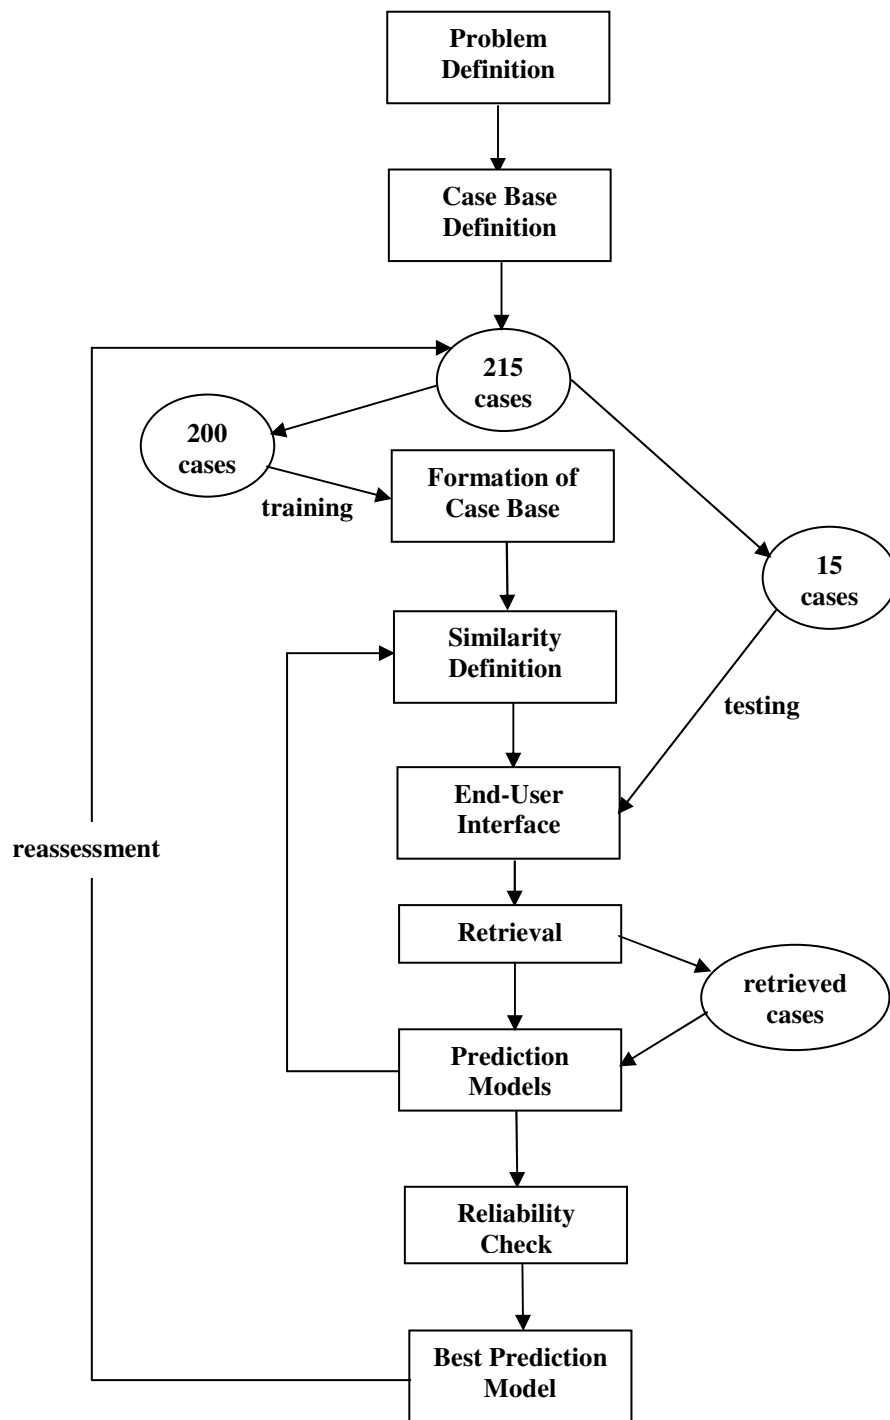 Problem
Definition
Case Base
Definition
215
cases
200
cases
training
Formation of
Case Base
15
cases
Similarity
Definition
testing
End-User
Interface
reassessment
Retrieval
retrieved
cases
Prediction
Models
Reliability
Check
Best Prediction
Model